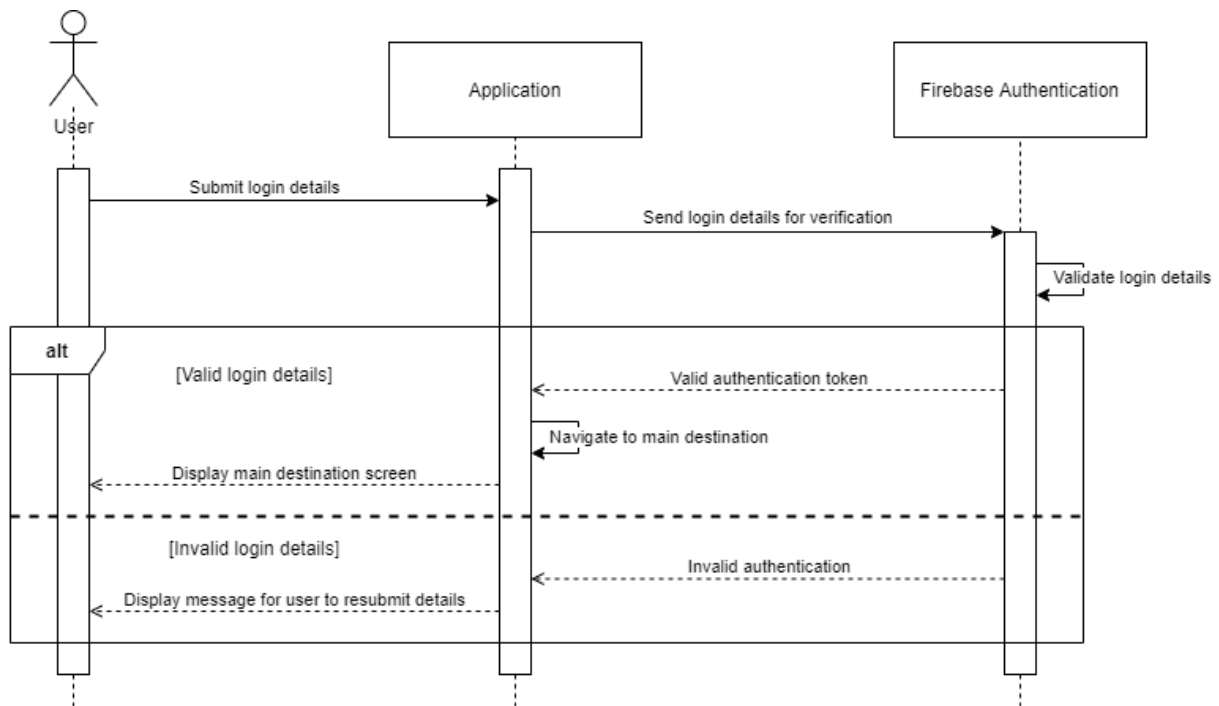 User
Application
Firebase Authentication
Submit login details
Send login details for verification
Validate login details
alt
[Valid login details]
Valid authentication token
Navigate to main destination
Display main destination screen
[Invalid login details]
Invalid authentication
Display message for user to resubmit details